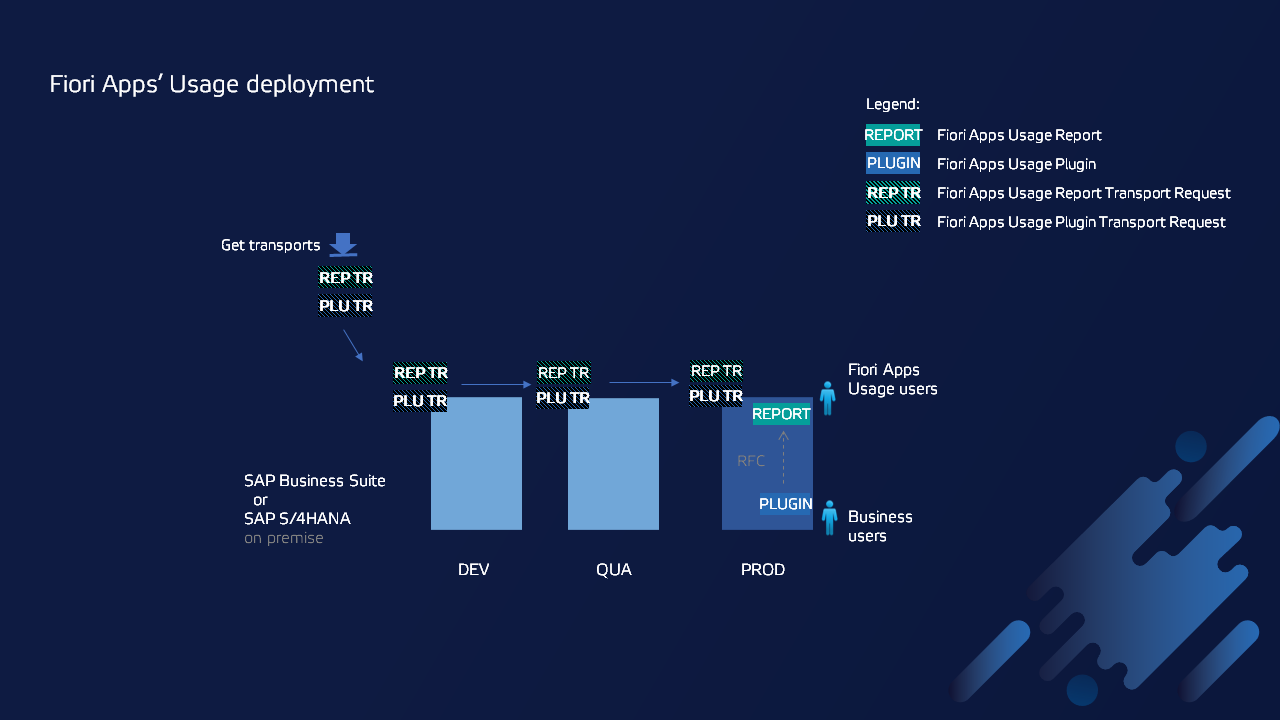 Fiori Apps’ Usage deployment
Legend:
REPORT Fiori Apps Usage Report
PLUGIN Fiori Apps Usage Plugin
REP TR Fiori Apps Usage Report Transport Request
PLU TR Fiori Apps Usage Plugin Transport Request
Get transports
REP TR
PLU TR
REP TR
PLU TR
REP TR
PLU TR
REP TR
PLU TR
Fiori Apps
Usage users
REPORT
RFC
PLUGIN
Business
users
SAP Business Suite
or
SAP S/4HANA
on premise
DEV
QUA
PROD